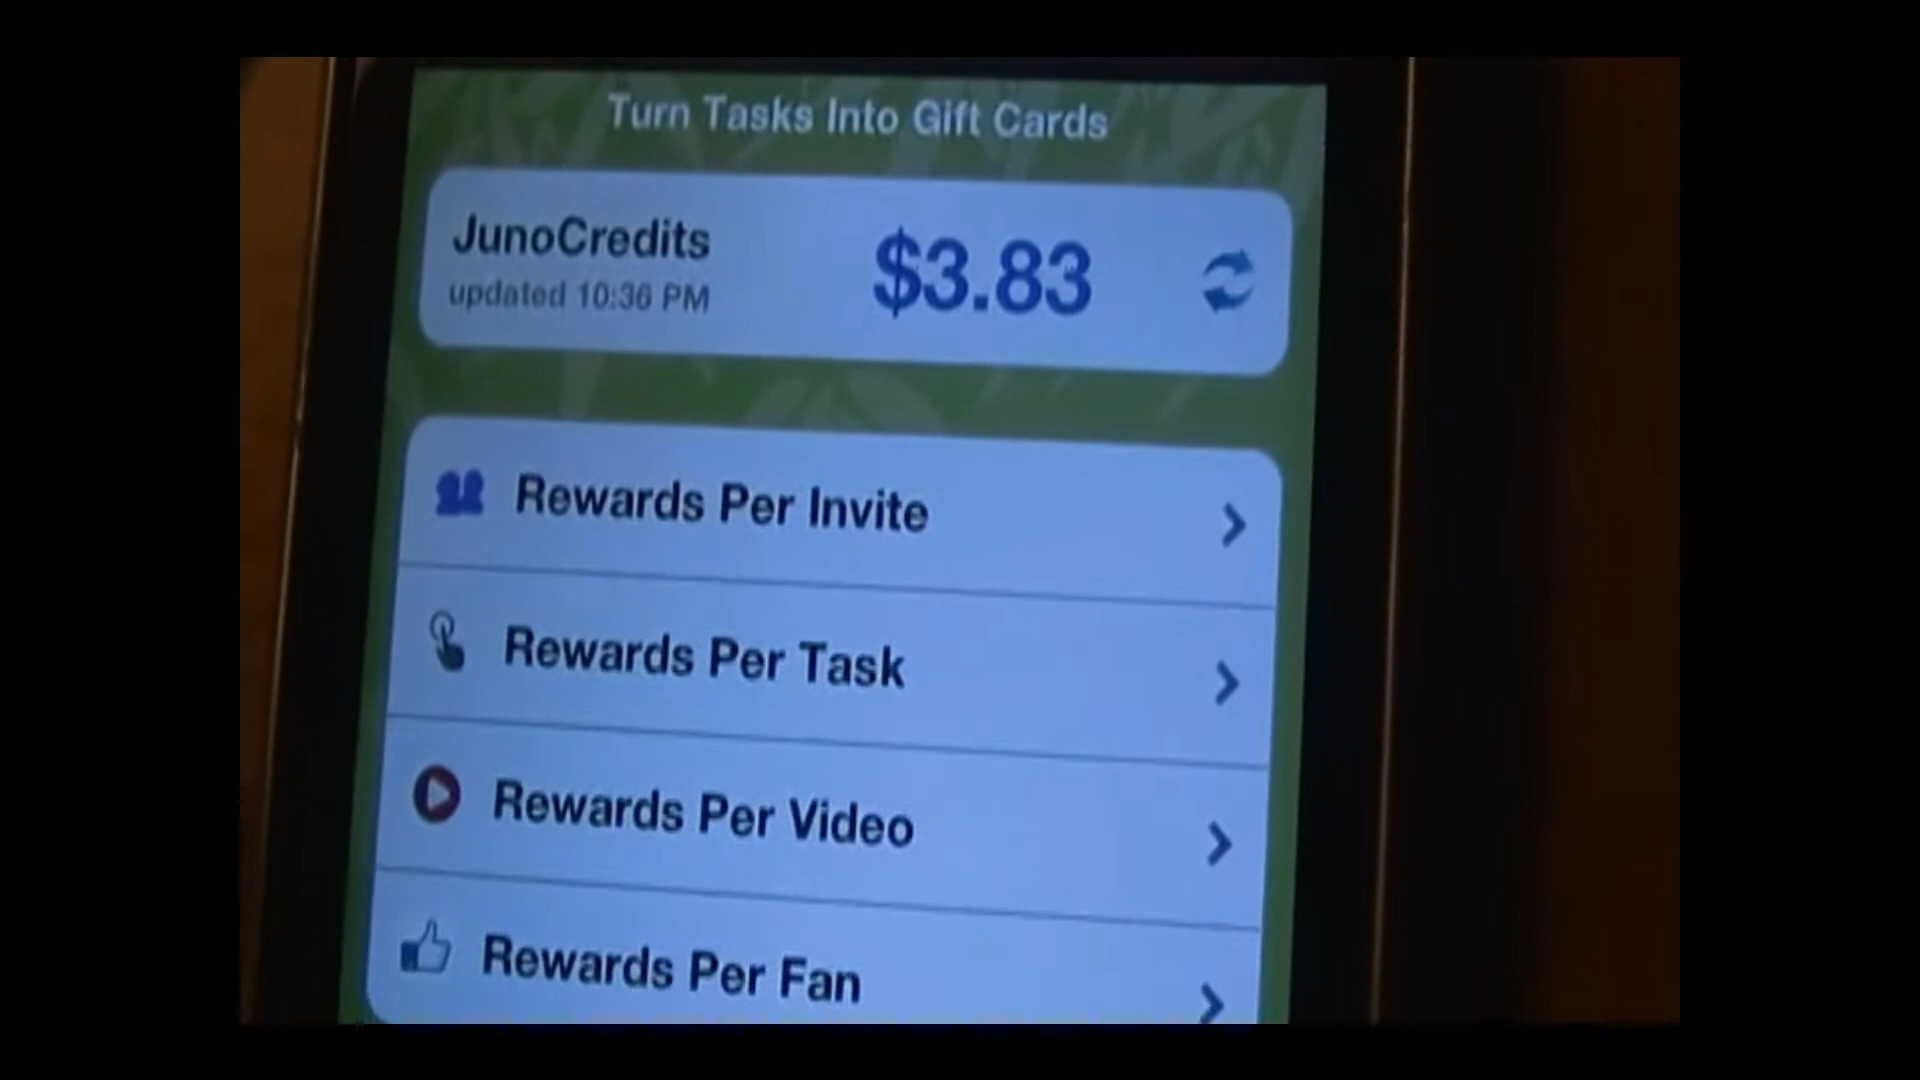 Turn Tasks Into Gift Cards
JunoCredits
$3.83
updated 10:36 PM
Rewards Per Invite
Rewards Per Task
Rewards Per Video
Rewards Per Fan